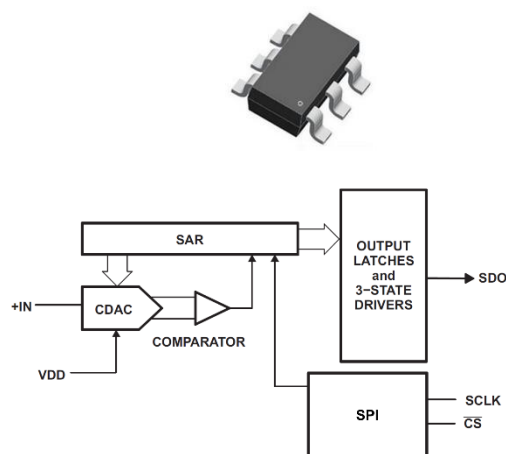 SAR
OUTPUT
LATCHES
and
3−STATE
DRIVERS
SDO
+IN
CDAC
COMPARATOR
VDD
SPI
SCLK
CS